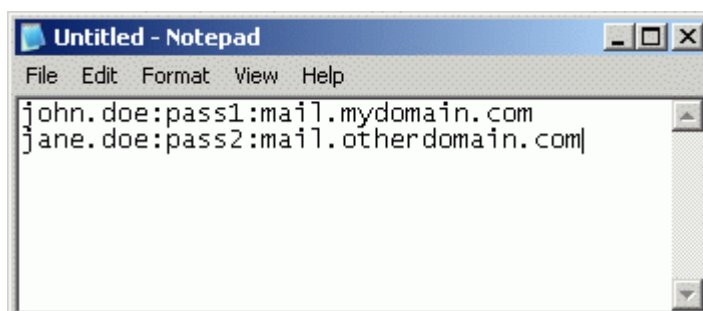 Untitled - Notepad
File Edit Format View Help
john.doe:pass1:mail.mydomain.com
jane.doe:pass2:mail.otherdomain.com